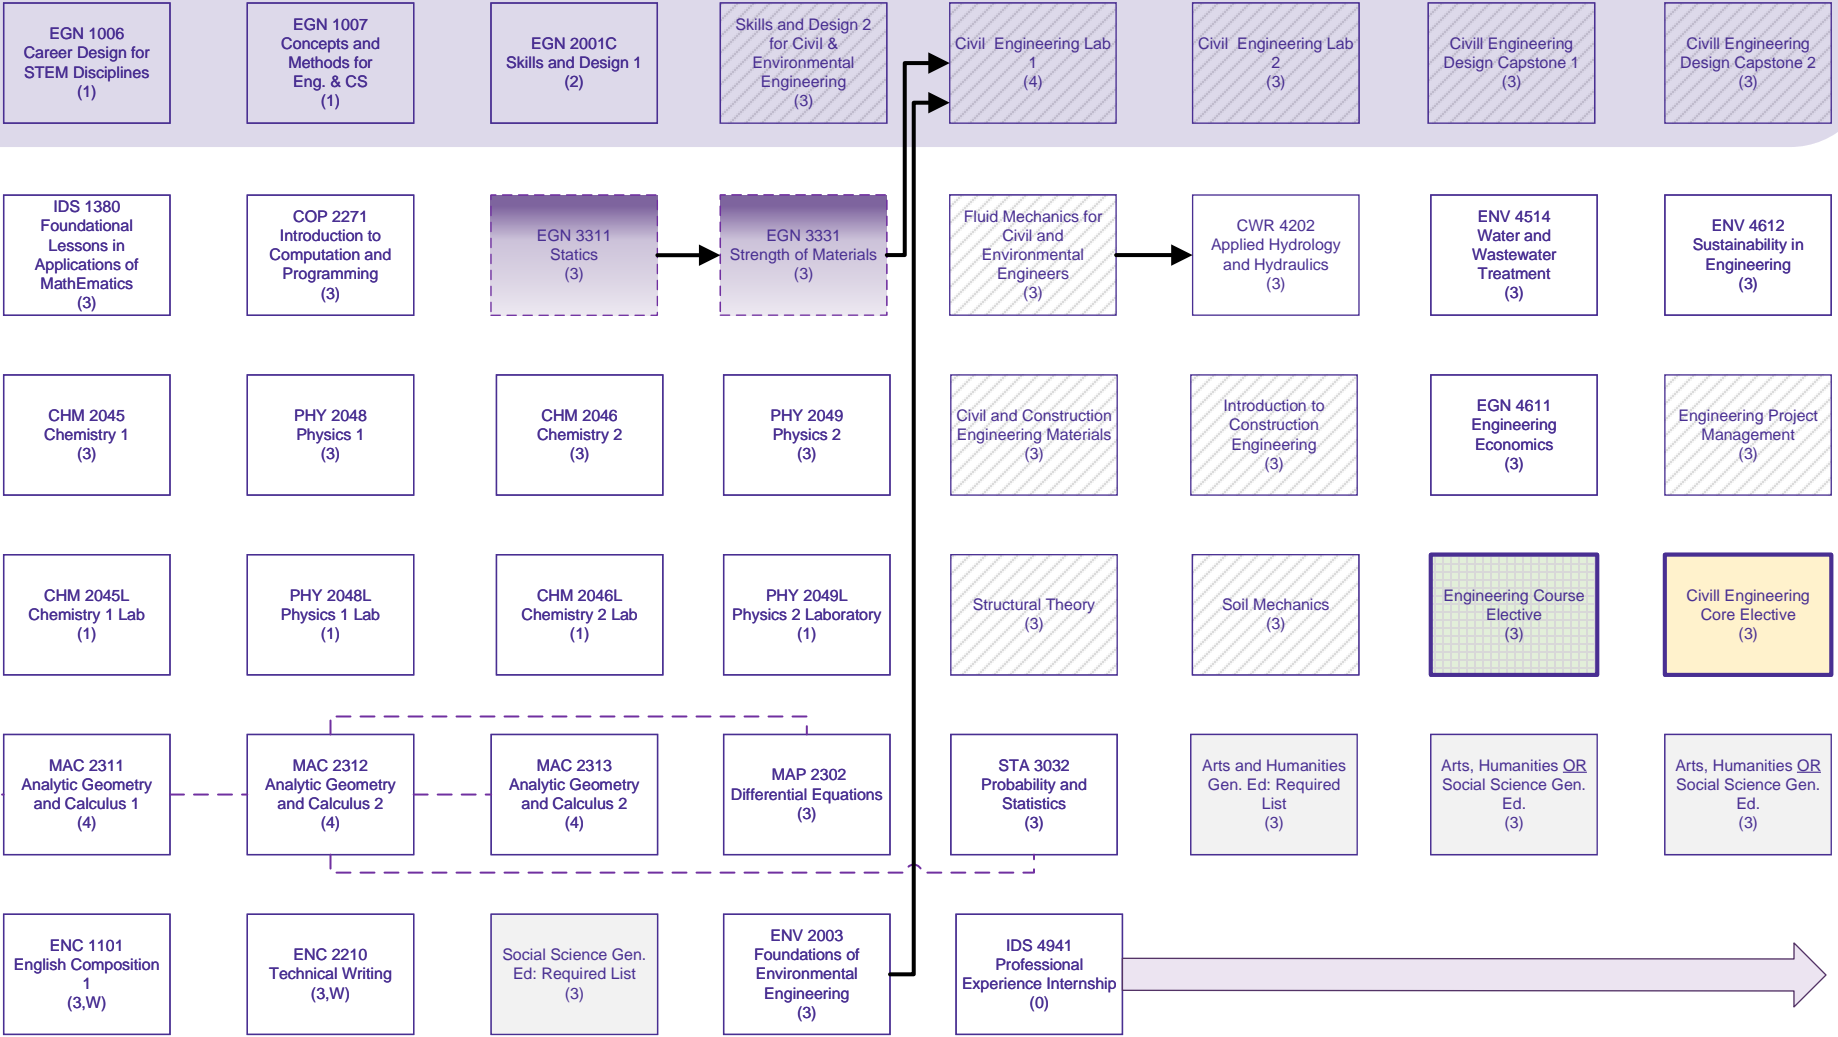 EGN 1006
Career Design for
STEM Disciplines
(1)
EGN 1007
Concepts and
Methods for
Eng. & CS
(1)
EGN 2001C
Skills and Design 1
(2)
Skills and Design 2
for Civil &
Environmental
Engineering
(3)
Civil Engineering Lab
1
(4)
Civil Engineering Lab
2
(3)
Civill Engineering
Design Capstone 1
(3)
Civill Engineering
Design Capstone 2
(3)
IDS 1380
Foundational
Lessons in
Applications of
MathEmatics
(3)
COP 2271
Introduction to
Computation and
Programming
(3)
EGN 3311
Statics
(3)
EGN 3331
Strength of Materials
(3)
Fluid Mechanics for
Civil and
Environmental
Engineers
(3)
CWR 4202
Applied Hydrology
and Hydraulics
(3)
ENV 4514
Water and
Wastewater
Treatment
(3)
ENV 4612
Sustainability in
Engineering
(3)
CHM 2045
Chemistry 1
(3)
PHY 2048
Physics 1
(3)
CHM 2046
Chemistry 2
(3)
PHY 2049
Physics 2
(3)
Civil and Construction
Engineering Materials
(3)
Introduction to
Construction
Engineering
(3)
EGN 4611
Engineering
Economics
(3)
Engineering Project
Management
(3)
CHM 2045L
Chemistry 1 Lab
(1)
PHY 2048L
Physics 1 Lab
(1)
CHM 2046L
Chemistry 2 Lab
(1)
PHY 2049L
Physics 2 Laboratory
(1)
Structural Theory
(3)
Soil Mechanics
(3)
Engineering Course
Elective
(3)
Civill Engineering
Core Elective
(3)
MAC 2311
Analytic Geometry
and Calculus 1
(4)
MAC 2312
Analytic Geometry
and Calculus 2
(4)
MAC 2313
Analytic Geometry
and Calculus 2
(4)
MAP 2302
Differential Equations
(3)
STA 3032
Probability and
Statistics
(3)
Arts and Humanities
Gen. Ed: Required
List
(3)
Arts, Humanities OR
Social Science Gen.
Ed.
(3)
Arts, Humanities OR
Social Science Gen.
Ed.
(3)
ENC 1101
English Composition
1
(3,W)
ENC 2210
Technical Writing
(3,W)
Social Science Gen.
Ed: Required List
(3)
ENV 2003
Foundations of
Environmental
Engineering
(3)
IDS 4941
Professional
Experience Internship
(0)